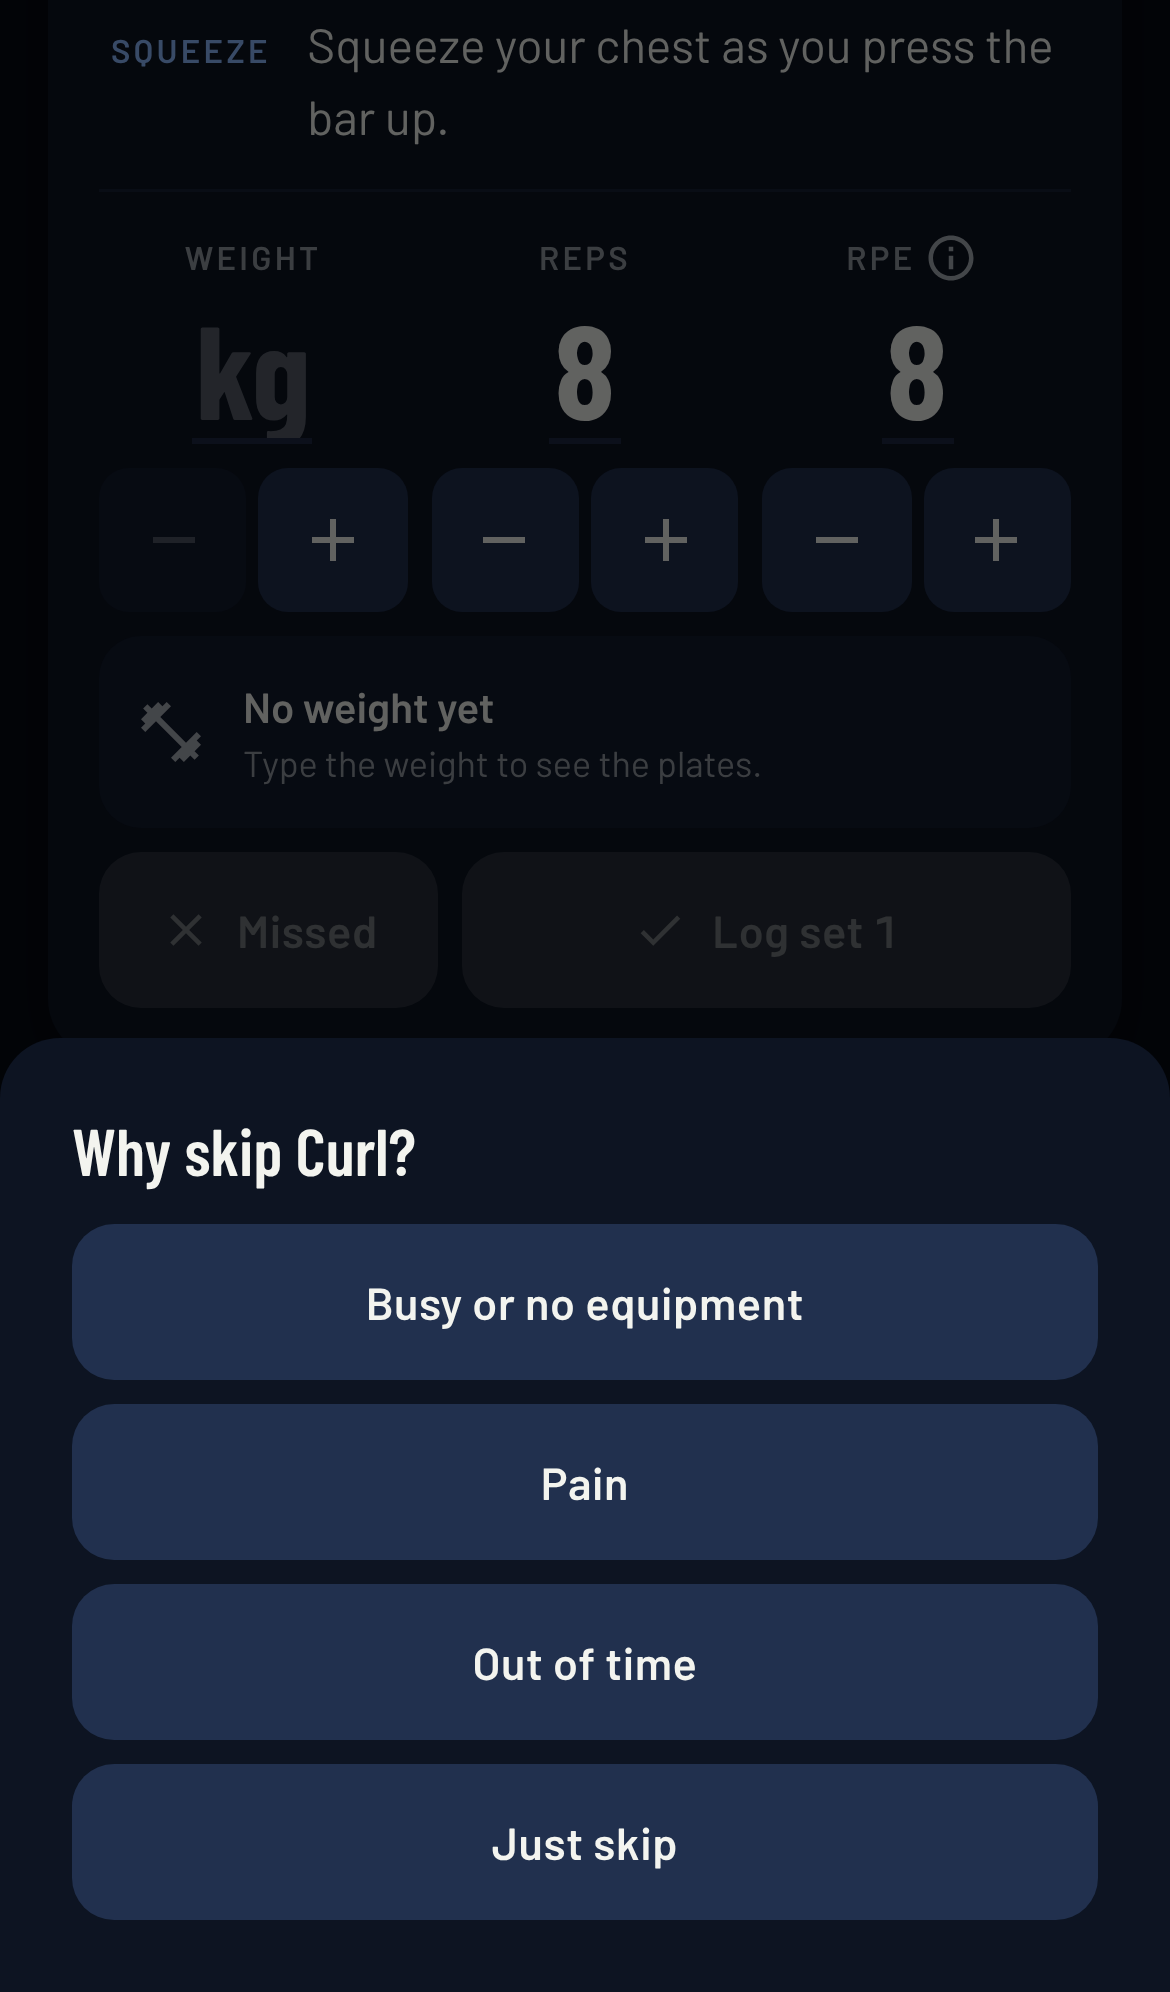 SQUEEZE Squeeze your chest as you press the
bar up.
WEIGHT REPS RPE
kg 8 8
No weight yet
Type the weight to see the plates.
Missed Log set 1
Why skip Curl?
Busy or no equipment
Pain
Out of time
Just skip